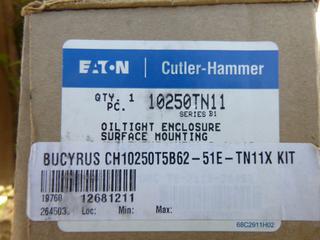 EATON Cutler-Hammer
QTY. 1
PC. 10250TN11
SERIES B1
OILTIGHT ENCLOSURE
SURFACE MOUNTING
BUCYRUS CH10250T5B62-51E-TN11X KIT
19760 12681211
264503 Loc: Min: Max:
68C2911H02